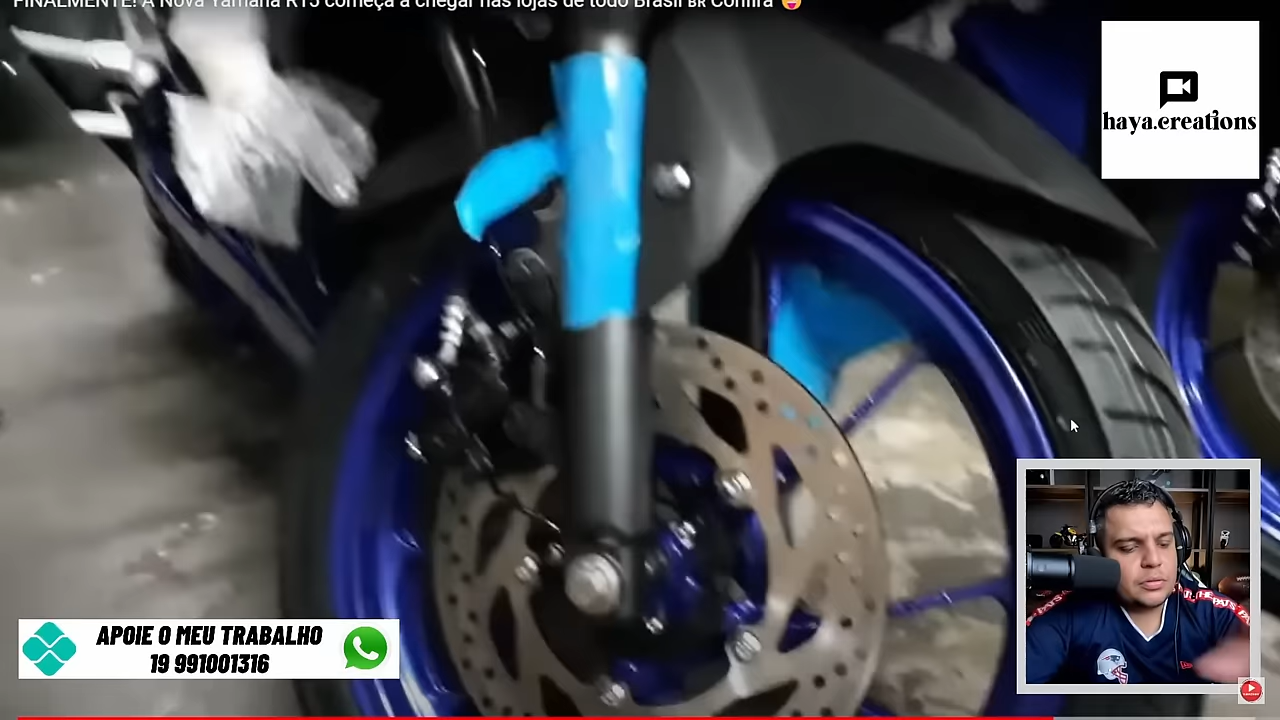 FINALMENTE! A Nova Yamaha R15 começa a chegar nas lojas de todo Brasil BR Confira 😍
haya.creations
APOIE O MEU TRABALHO
19 991001316